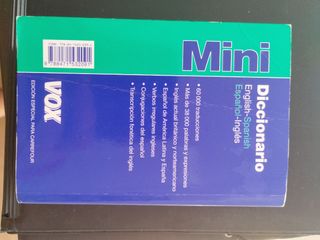 Mini
Diccionario
English-Spanish
Español-Inglés
• 60 000 traducciones
• Más de 38 000 palabras y expresiones
• Inglés actual británico y norteamericano
• Español de América Latina y España
• Verbos irregulares ingleses
• Conjugaciones del español
• Transcripción fonética del inglés
VOX
EDICIÓN ESPECIAL PARA CARREFOUR